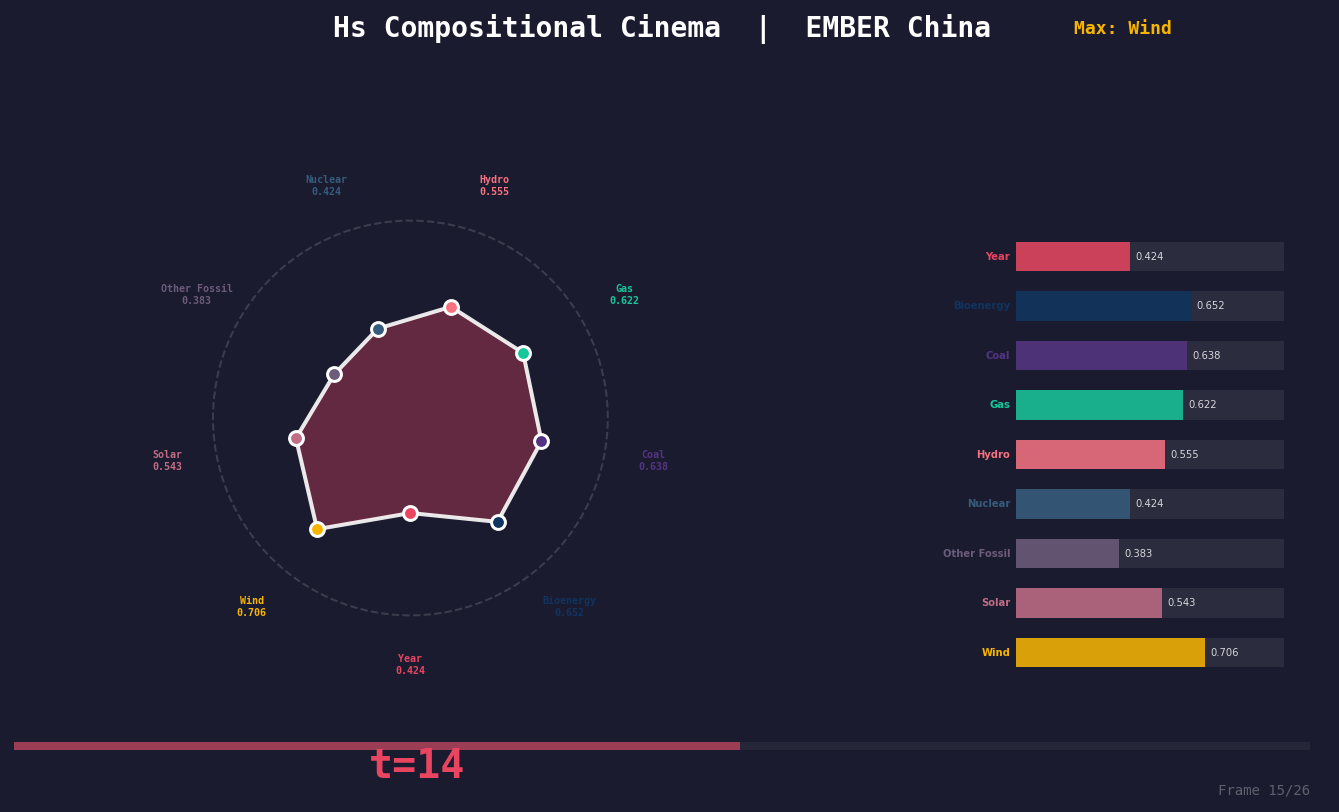 Hs Compositional Cinema | EMBER China
Max: Wind
Nuclear
0.424
Hydro
0.555
Other Fossil
0.383
Gas
0.622
Solar
0.543
Coal
0.638
Wind
0.706
Bioenergy
0.652
Year
0.424
Year 0.424
Bioenergy 0.652
Coal 0.638
Gas 0.622
Hydro 0.555
Nuclear 0.424
Other Fossil 0.383
Solar 0.543
Wind 0.706
t=14
Frame 15/26